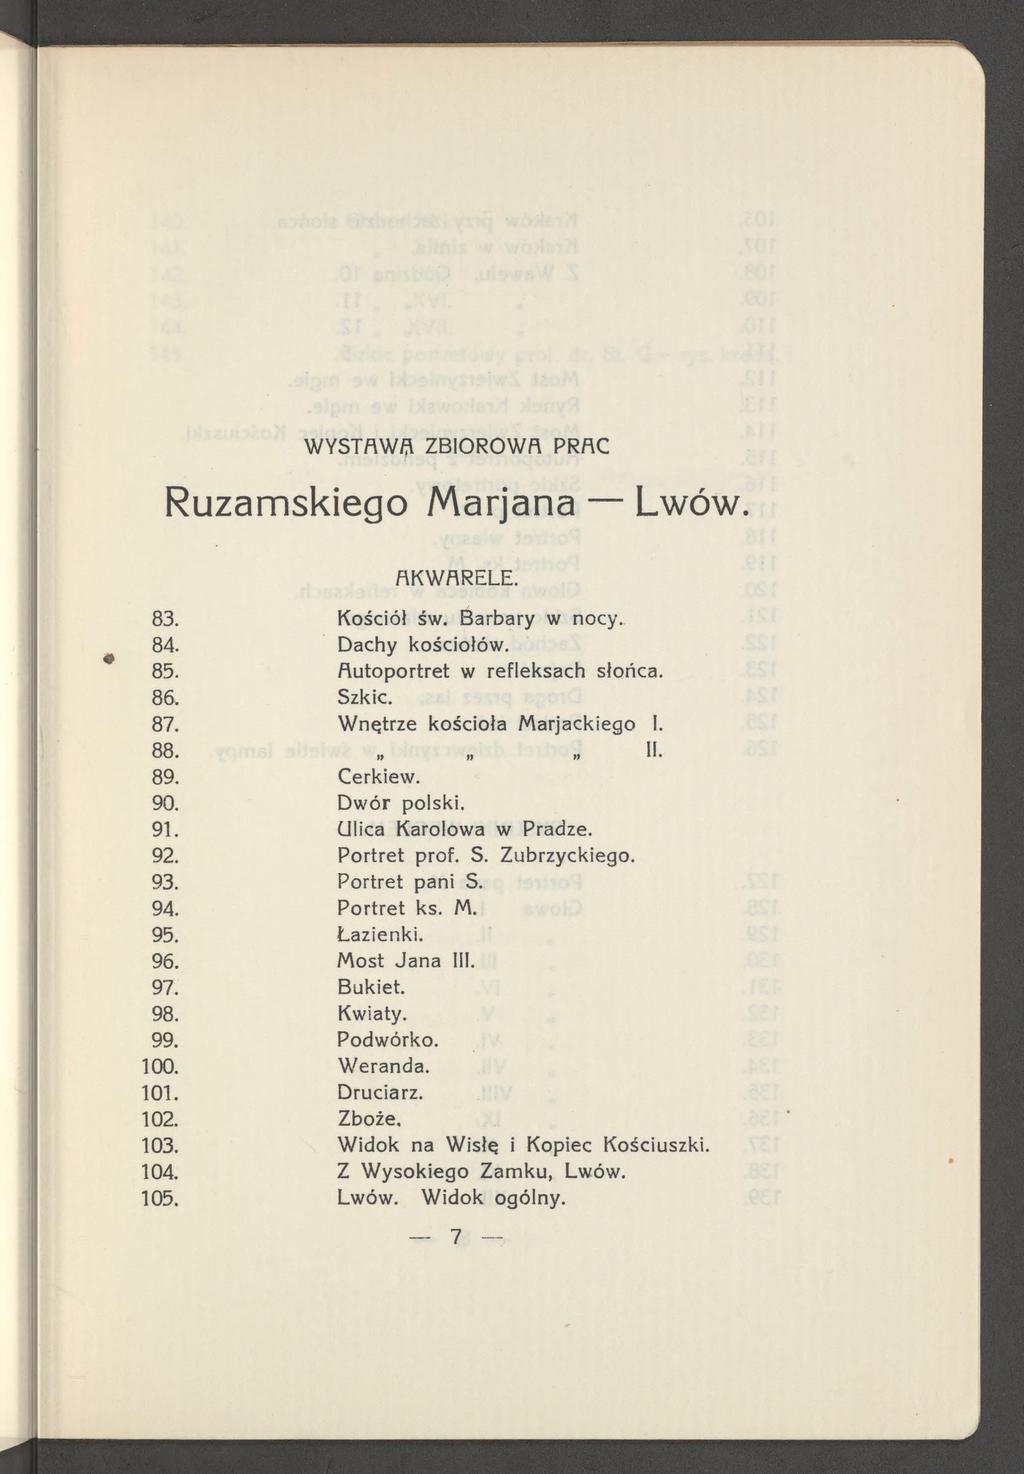 WYSTAWA ZBIOROWA PRAC
Ruzamskiego Marjana — Lwów.
AKWARELE.
83. Kościół św. Barbary w nocy.
84. Dachy kościołów.
85. Autoportret w refleksach słońca.
86. Szkic.
87. Wnętrze kościoła Marjackiego I.
88. „ „ „ II.
89. Cerkiew.
90. Dwór polski.
91. Ulica Karolowa w Pradze.
92. Portret prof. S. Zubrzyckiego.
93. Portret pani S.
94. Portret ks. M.
95. Łazienki.
96. Most Jana III.
97. Bukiet.
98. Kwiaty.
99. Podwórko.
100. Weranda.
101. Druciarz.
102. Zboże.
103. Widok na Wisłę i Kopiec Kościuszki.
104. Z Wysokiego Zamku, Lwów.
105. Lwów. Widok ogólny.
— 7 —